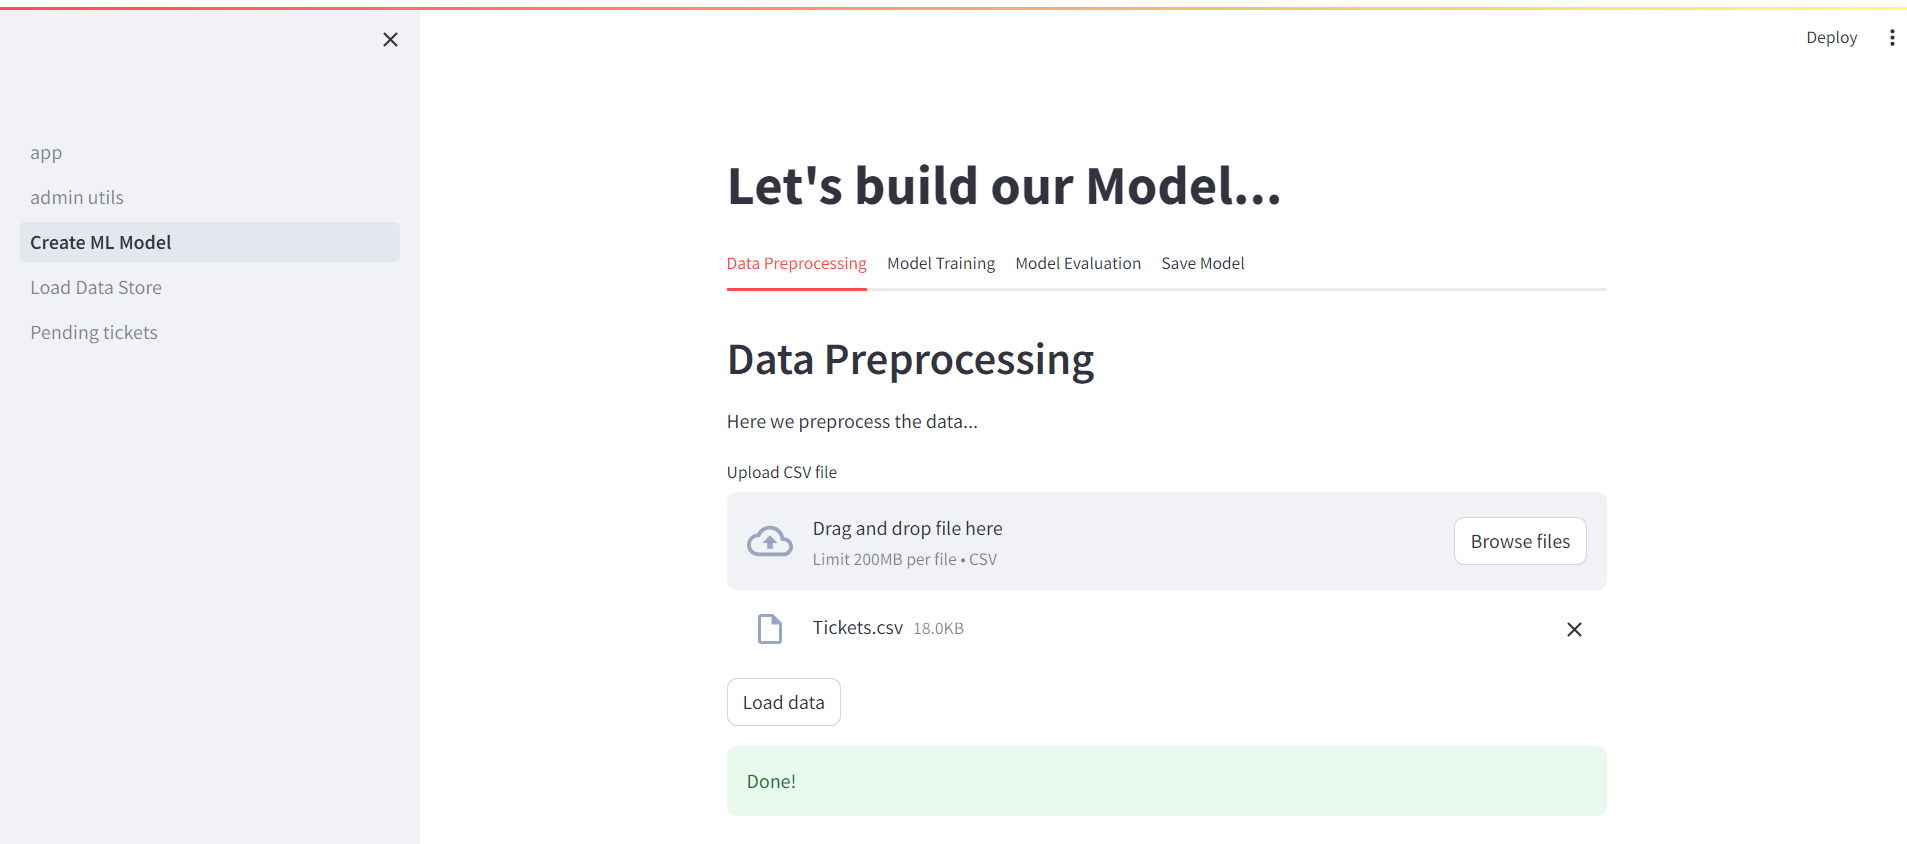 Deploy
app
admin utils
Create ML Model
Load Data Store
Pending tickets
Let's build our Model...
Data Preprocessing Model Training Model Evaluation Save Model
Data Preprocessing
Here we preprocess the data...
Upload CSV file
Drag and drop file here
Limit 200MB per file • CSV
Browse files
Tickets.csv 18.0KB
Load data
Done!